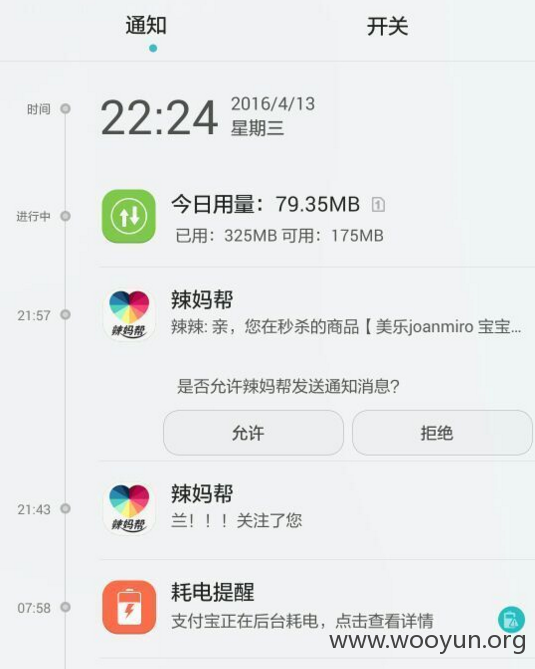 通知
开关
时间
22:24
2016/4/13
星期三
进行中
今日用量：79.35MB
1
已用：325MB 可用：175MB
21:57
辣妈帮
辣妈帮
辣辣: 亲，您在秒杀的商品【美乐joanmiro 宝宝...
是否允许辣妈帮发送通知消息?
允许
拒绝
21:43
辣妈帮
辣妈帮
兰！！！关注了您
07:58
耗电提醒
支付宝正在后台耗电，点击查看详情
www.wooyun.org